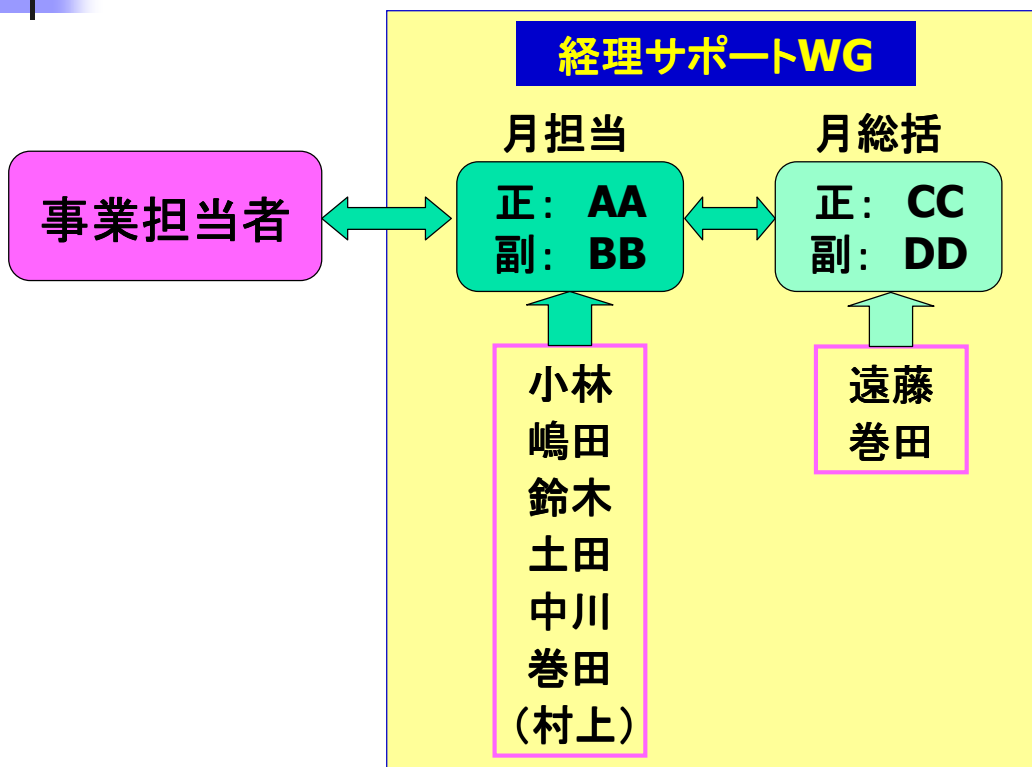 経理サポートWG
月担当
月総括
事業担当者
正： AA
副： BB
正： CC
副： DD
小林
嶋田
鈴木
土田
中川
巻田
（村上）
遠藤
巻田